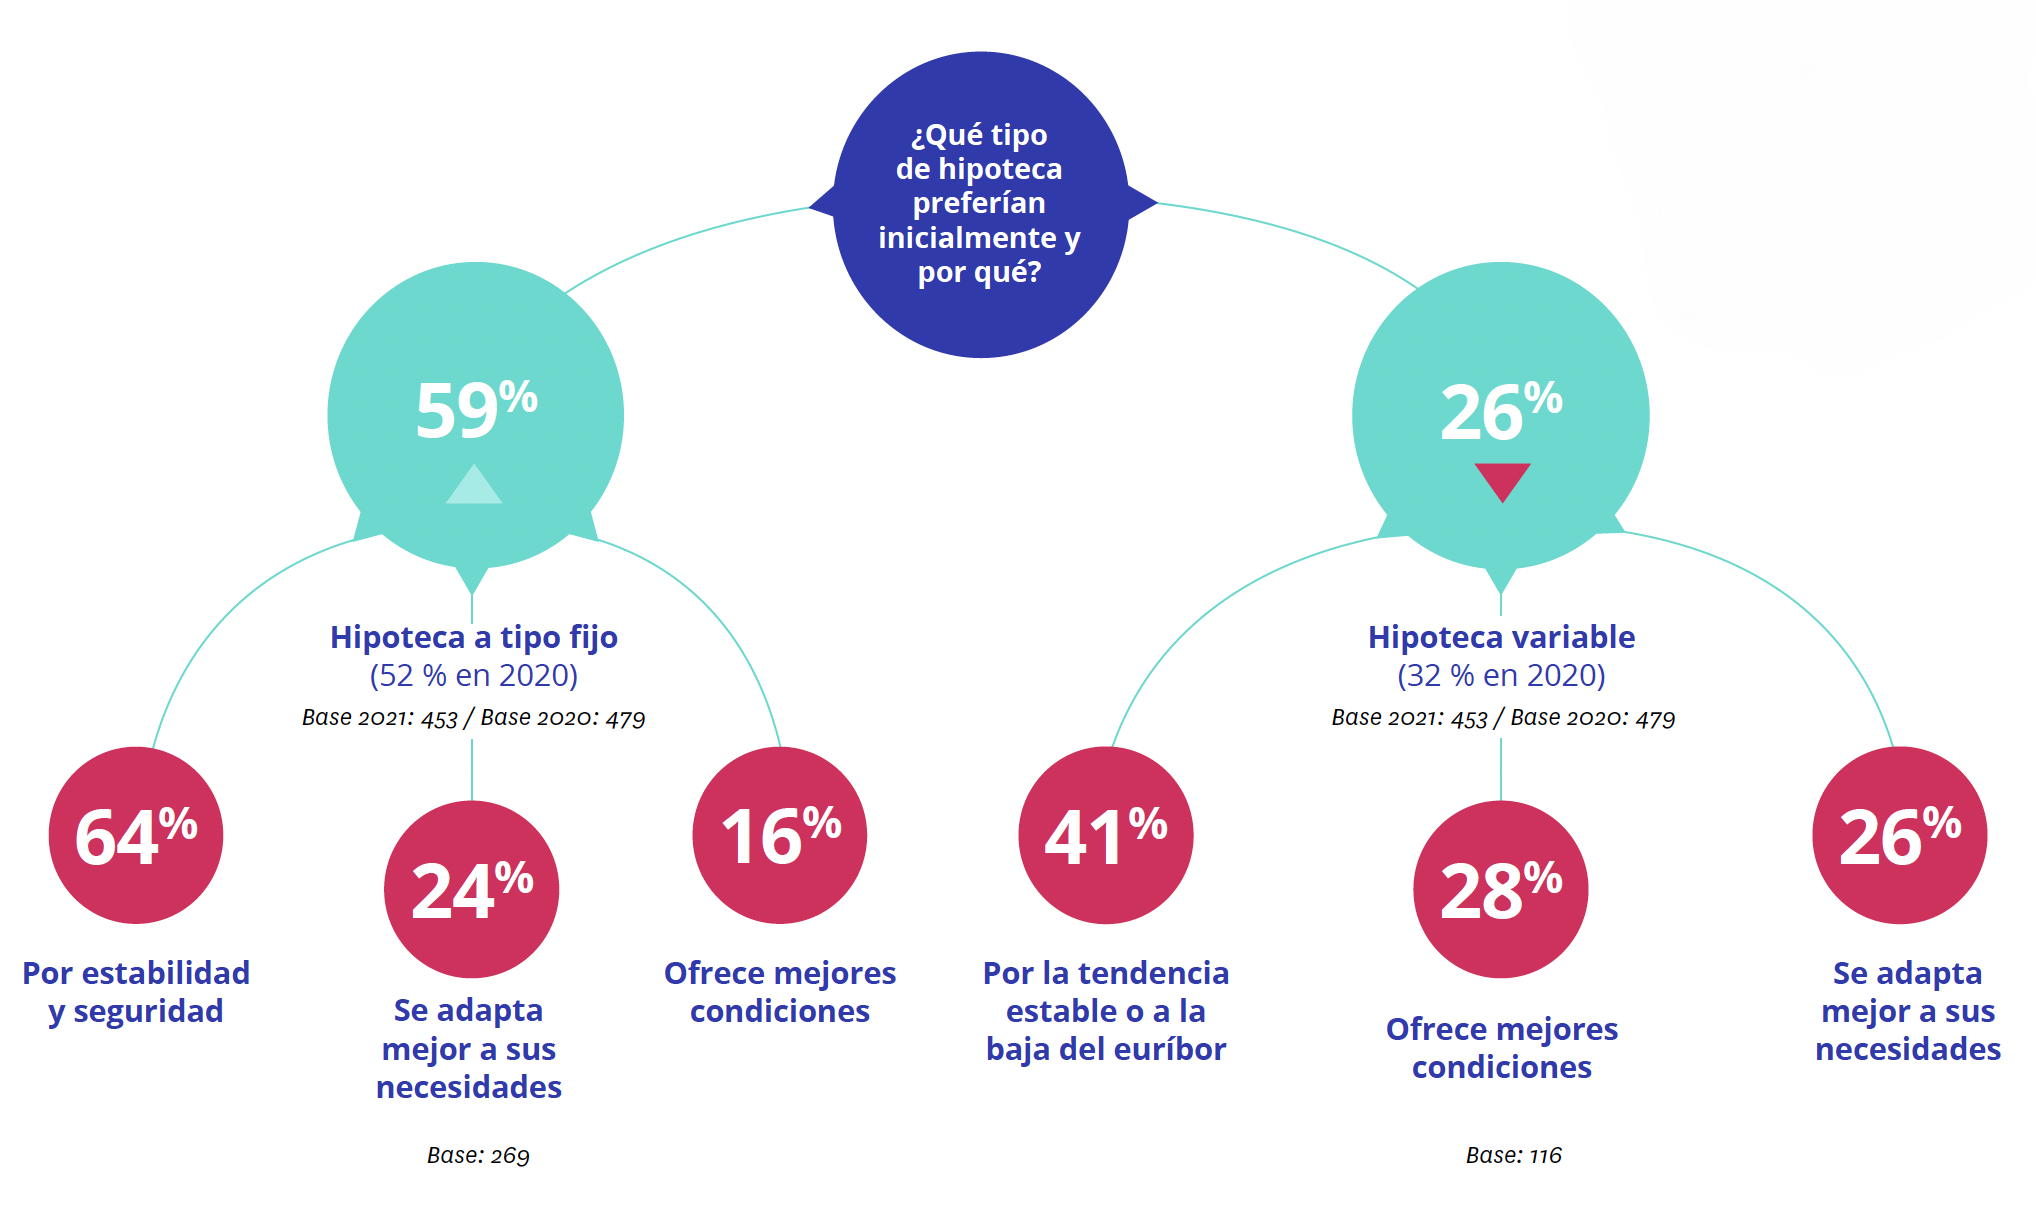 ¿Qué tipo
de hipoteca
preferían
inicialmente y
por qué?
59%
Hipoteca a tipo fijo
(52 % en 2020)
Base 2021: 453 / Base 2020: 479
64%
Por estabilidad
y seguridad
24%
Se adapta
mejor a sus
necesidades
16%
Ofrece mejores
condiciones
Base: 269
26%
Hipoteca variable
(32 % en 2020)
Base 2021: 453 / Base 2020: 479
41%
Por la tendencia
estable o a la
baja del euríbor
28%
Ofrece mejores
condiciones
26%
Se adapta
mejor a sus
necesidades
Base: 116